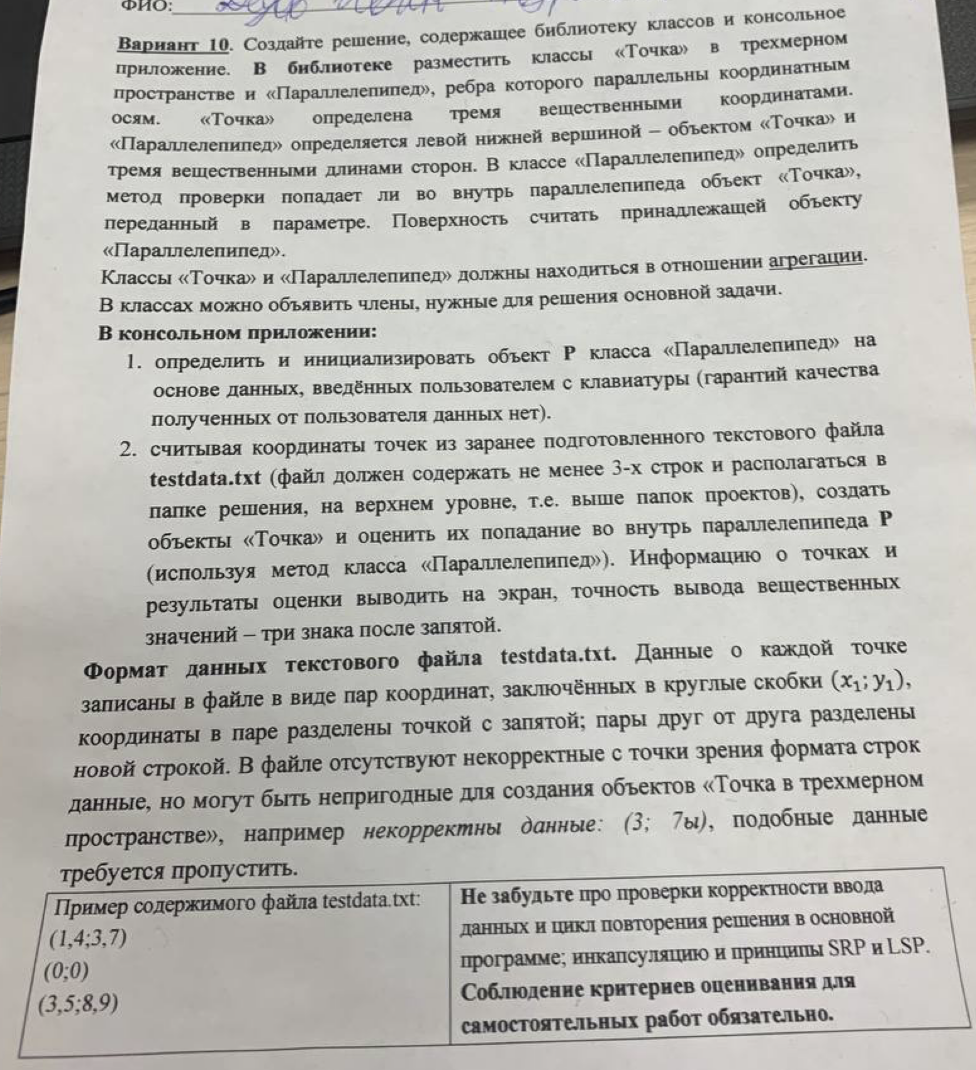 ФИО:
Вариант 10. Создайте решение, содержащее библиотеку классов и консольное
приложение. В библиотеке разместить классы «Точка» в трехмерном
пространстве и «Параллелепипед», ребра которого параллельны координатным
осям. «Точка» определена тремя вещественными координатами.
«Параллелепипед» определяется левой нижней вершиной – объектом «Точка» и
тремя вещественными длинами сторон. В классе «Параллелепипед» определить
метод проверки попадает ли во внутрь параллелепипеда объект «Точка»,
переданный в параметре. Поверхность считать принадлежащей объекту
«Параллелепипед».
Классы «Точка» и «Параллелепипед» должны находиться в отношении агрегации.
В классах можно объявить члены, нужные для решения основной задачи.
В консольном приложении:
1. определить и инициализировать объект P класса «Параллелепипед» на
основе данных, введённых пользователем с клавиатуры (гарантий качества
полученных от пользователя данных нет).
2. считывая координаты точек из заранее подготовленного текстового файла
testdata.txt (файл должен содержать не менее 3-х строк и располагаться в
папке решения, на верхнем уровне, т.е. выше папок проектов), создать
объекты «Точка» и оценить их попадание во внутрь параллелепипеда P
(используя метод класса «Параллелепипед»). Информацию о точках и
результаты оценки выводить на экран, точность вывода вещественных
значений – три знака после запятой.
Формат данных текстового файла testdata.txt. Данные о каждой точке
записаны в файле в виде пар координат, заключённых в круглые скобки (x₁; y₁),
координаты в паре разделены точкой с запятой; пары друг от друга разделены
новой строкой. В файле отсутствуют некорректные с точки зрения формата строк
данные, но могут быть непригодные для создания объектов «Точка в трехмерном
пространстве», например некорректны данные: (3; 7ы), подобные данные
требуется пропустить.
Пример содержимого файла testdata.txt:
(1,4;3,7)
(0;0)
(3,5;8,9)
Не забудьте про проверки корректности ввода
данных и цикл повторения решения в основной
программе; инкапсуляцию и принципы SRP и LSP.
Соблюдение критериев оценивания для
самостоятельных работ обязательно.